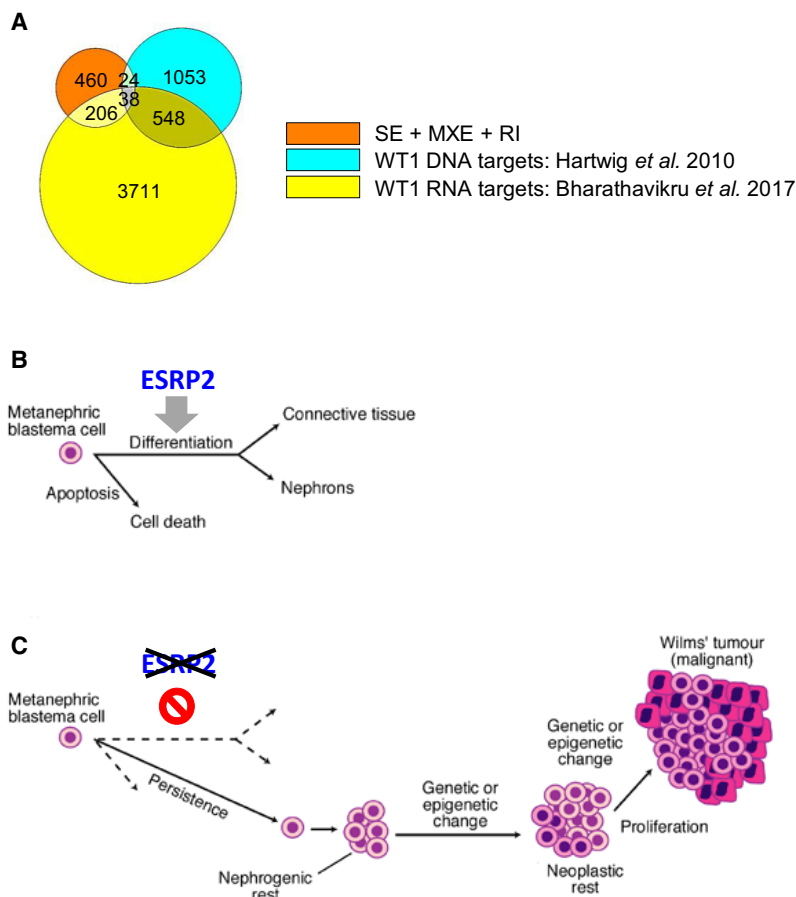 A
460
24
1053
38
206
548
3711
SE + MXE + RI
WT1 DNA targets: Hartwig et al. 2010
WT1 RNA targets: Bharathavikru et al. 2017
B
ESRP2
Metanephric
blastema cell
Differentiation
Connective tissue
Apoptosis
Nephrons
Cell death
C
ESRP2
Metanephric
blastema cell
Persistence
Nephrogenic
rest
Genetic or
epigenetic
change
Neoplastic
rest
Genetic or
epigenetic
change
Proliferation
Wilms' tumour
(malignant)